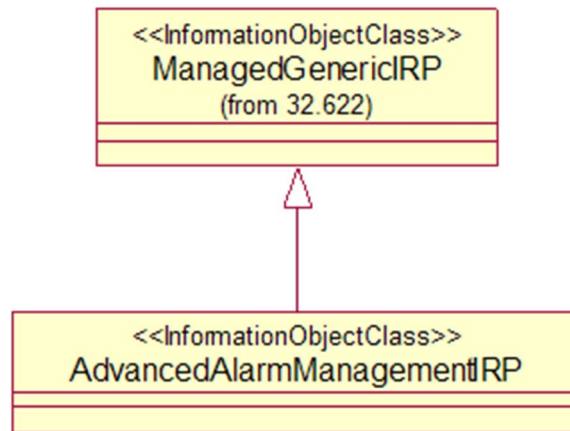 <<InformationObjectClass>>
ManagedGenericIRP
(from 32.622)
<<InformationObjectClass>>
AdvancedAlarmManagementIRP